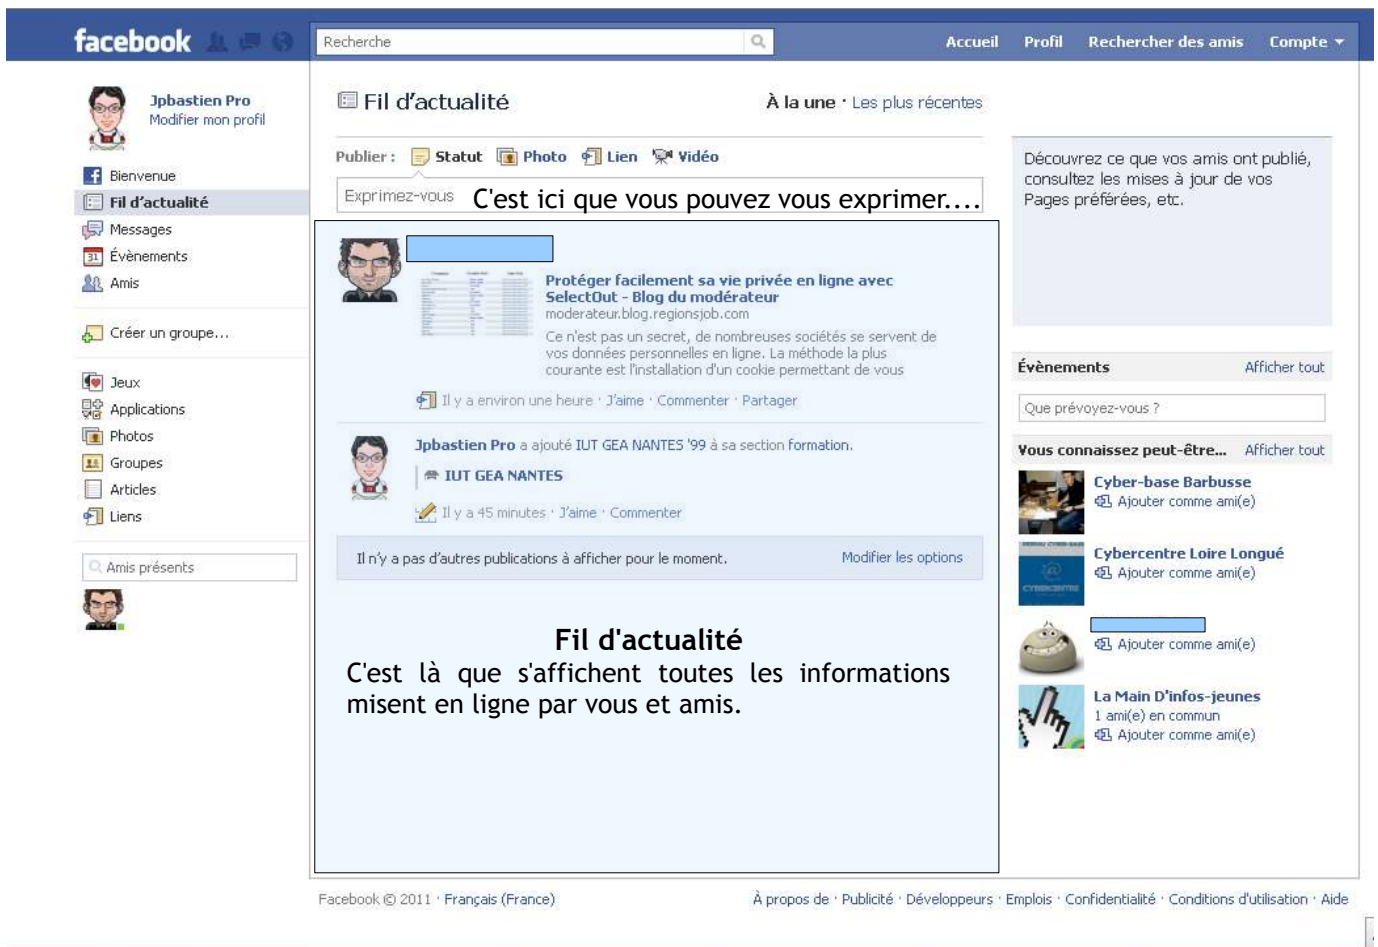 facebook
Recherche
Accueil Profil Rechercher des amis Compte
Jpbastien Pro
Modifier mon profil
Bienvenue
Fil d'actualité
Messages
31 Évènements
Amis
Créer un groupe...
Jeux
Applications
Photos
Groupes
Articles
Liens
Amis présents
Fil d'actualité
À la une · Les plus récentes
Publier : Statut Photo Lien Vidéo
Exprimez-vous C'est ici que vous pouvez vous exprimer....
Protéger facilement sa vie privée en ligne avec
SelectOut - Blog du modérateur
moderateur.blog.regionsjob.com
Ce n'est pas un secret, de nombreuses sociétés se servent de
vos données personnelles en ligne. La méthode la plus
courante est l'installation d'un cookie permettant de vous
Il y a environ une heure · J'aime · Commenter · Partager
Jpbastien Pro a ajouté IUT GEA NANTES '99 à sa section formation.
IUT GEA NANTES
Il y a 45 minutes · J'aime · Commenter
Il n'y a pas d'autres publications à afficher pour le moment. Modifier les options
Fil d'actualité
C'est là que s'affichent toutes les informations
misent en ligne par vous et amis.
Découvrez ce que vos amis ont publié,
consultez les mises à jour de vos
Pages préférées, etc.
Évènements Afficher tout
Que prévoyez-vous ?
Vous connaissez peut-être... Afficher tout
Cyber-base Barbusse
Ajouter comme ami(e)
Cybercentre Loire Longué
Ajouter comme ami(e)
CYBERCENTRE
Ajouter comme ami(e)
La Main D'infos-jeunes
1 ami(e) en commun
Ajouter comme ami(e)
Facebook © 2011 · Français (France)
À propos de · Publicité · Développeurs · Emplois · Confidentialité · Conditions d'utilisation · Aide